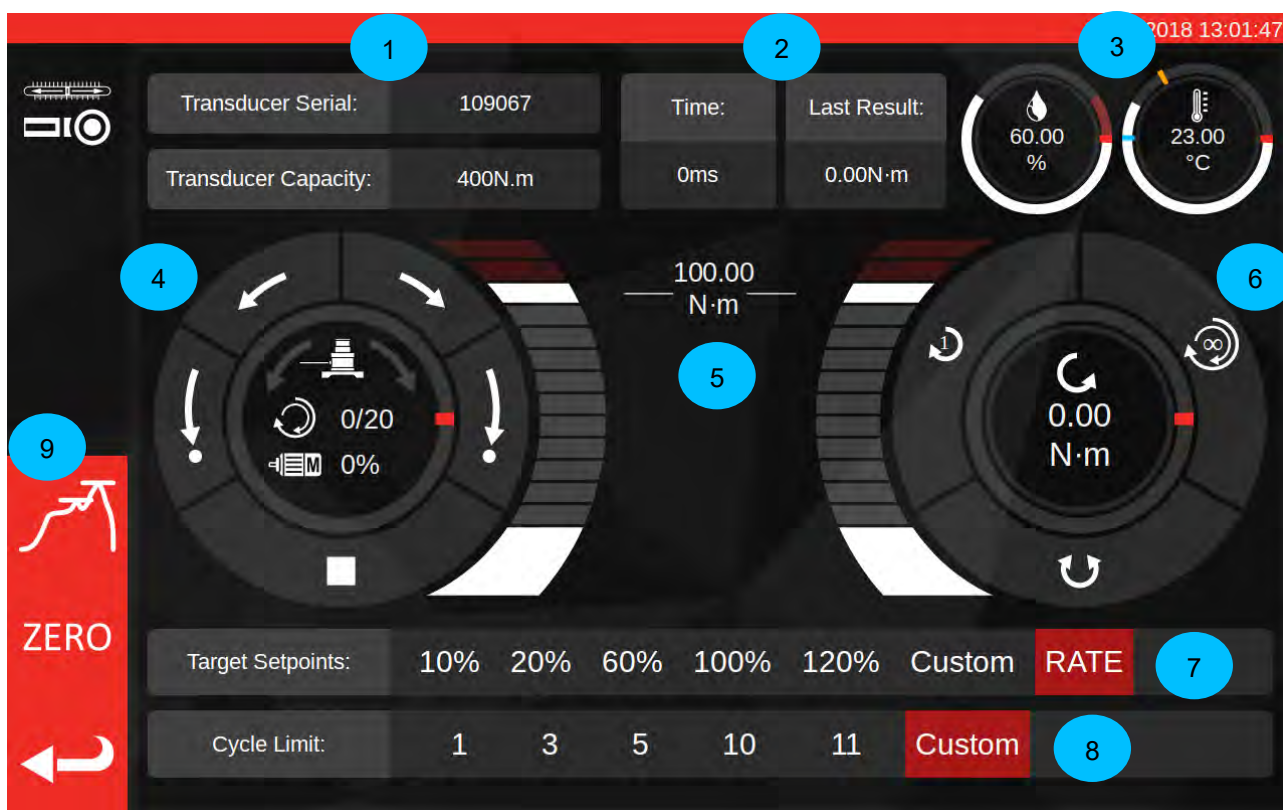 1
2
3
2018 13:01:47
Transducer Serial: 109067
Time: Last Result:
60.00
%
23.00
°C
Transducer Capacity: 400N.m
0ms 0.00N·m
4
100.00
N·m
6
1
∞
5
0/20
0.00
N·m
M 0%
9
ZERO
Target Setpoints: 10% 20% 60% 100% 120% Custom RATE 7
Cycle Limit: 1 3 5 10 11 Custom 8